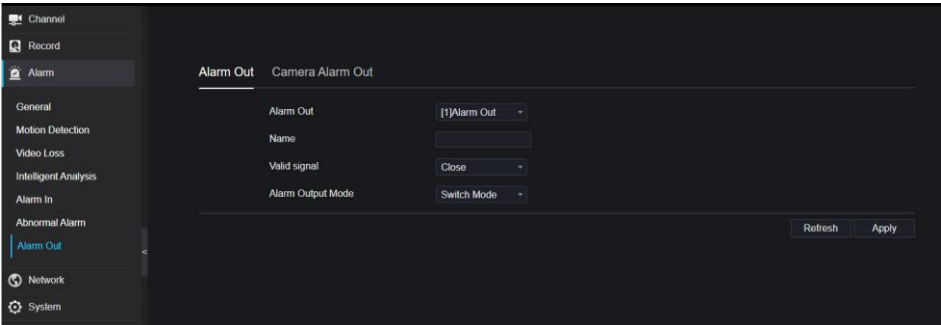 Channel
Record
Alarm
General
Motion Detection
Video Loss
Intelligent Analysis
Alarm In
Abnormal Alarm
Alarm Out
Network
System
Alarm Out Camera Alarm Out
Alarm Out [1]Alarm Out
Name
Valid signal Close
Alarm Output Mode Switch Mode
Refresh Apply